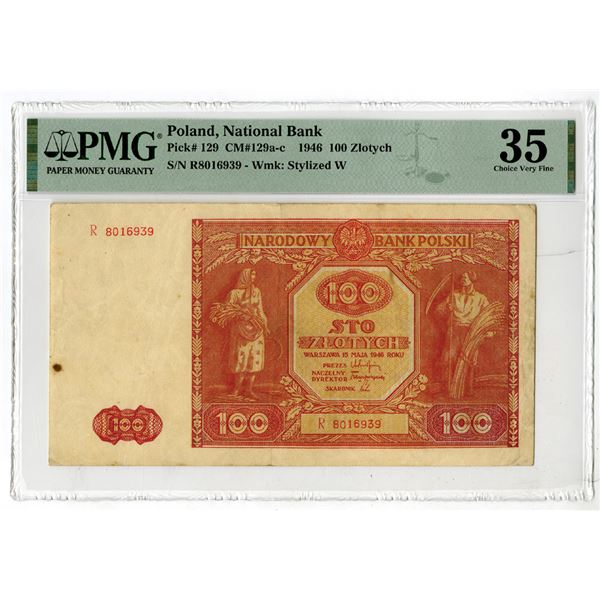 PMG
PAPER MONEY GUARANTY
Poland, National Bank
Pick# 129 CM#129a-c 1946 100 Zlotych
S/N R8016939 - Wmk: Stylized W
35
Choice Very Fine
R 8016939
NARODOWY BANK POLSKI
100
STO
ZŁOTYCH
WARSZAWA 15 MAJA 1946 ROKU
PREZES
NACZELNY DYREKTOR
SKARBNIK
100
100
R 8016939
100